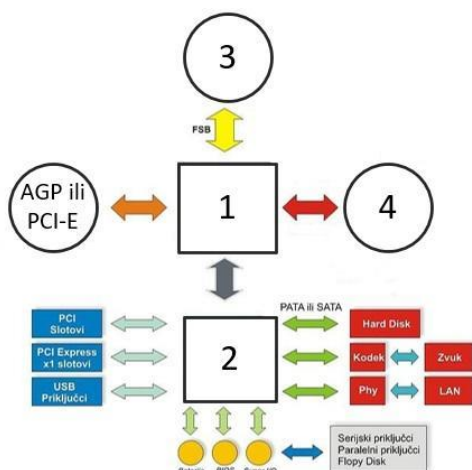 3
FSB
AGP ili
PCI-E
1
4
PATA ili SATA
PCI
Slotovi
2
Hard Disk
PCI Express
x1 slotovi
Kodek
Zvuk
USB
Priključci
Phy
LAN
Serijski priključci
Paralelni priključci
Flopy Disk